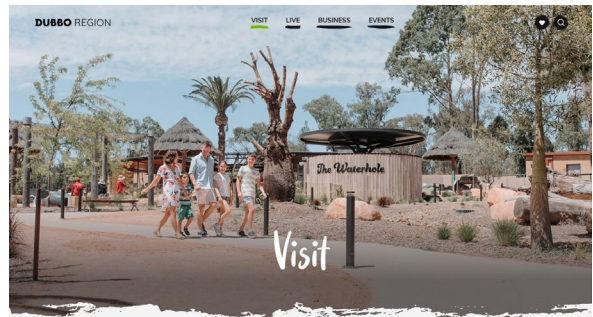 DUBBO REGION
VISIT LIVE BUSINESS EVENTS
The Waterhole
Visit